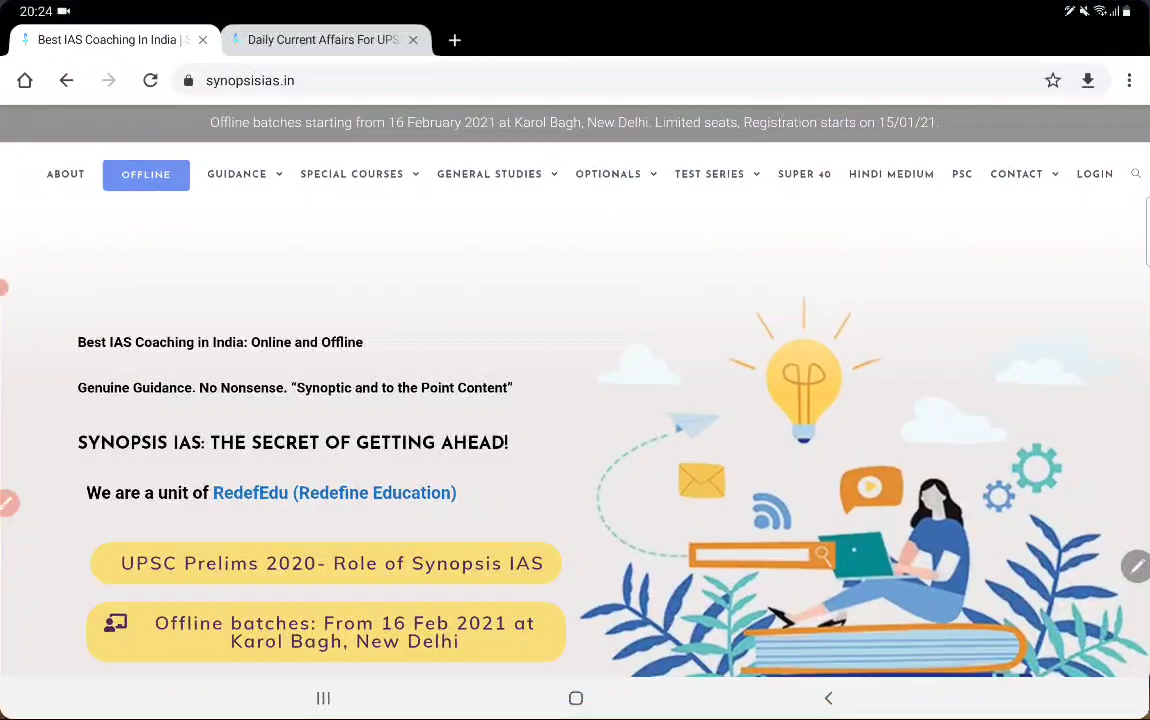 20:24
Best IAS Coaching In India | S
Daily Current Affairs For UPS
synopsisias.in
Offline batches starting from 16 February 2021 at Karol Bagh, New Delhi. Limited seats, Registration starts on 15/01/21.
ABOUT OFFLINE GUIDANCE SPECIAL COURSES GENERAL STUDIES OPTIONALS TEST SERIES SUPER 40 HINDI MEDIUM PSC CONTACT LOGIN
Best IAS Coaching in India: Online and Offline
Genuine Guidance. No Nonsense. “Synoptic and to the Point Content”
SYNOPSIS IAS: THE SECRET OF GETTING AHEAD!
We are a unit of RedefEdu (Redefine Education)
UPSC Prelims 2020- Role of Synopsis IAS
Offline batches: From 16 Feb 2021 at
Karol Bagh, New Delhi